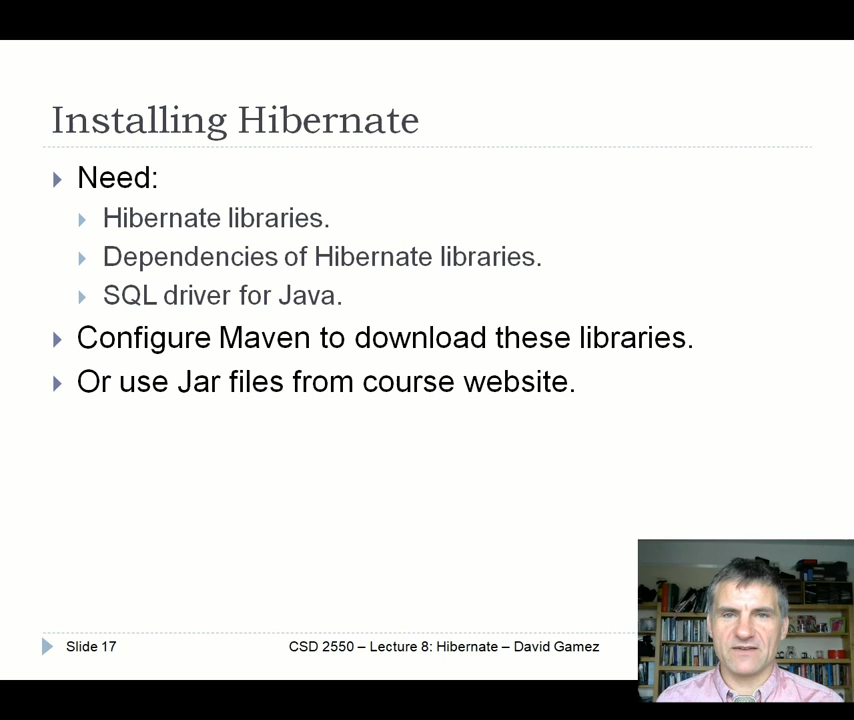 Installing Hibernate
Need:
Hibernate libraries.
Dependencies of Hibernate libraries.
SQL driver for Java.
Configure Maven to download these libraries.
Or use Jar files from course website.
Slide 17
CSD 2550 – Lecture 8: Hibernate – David Gamez